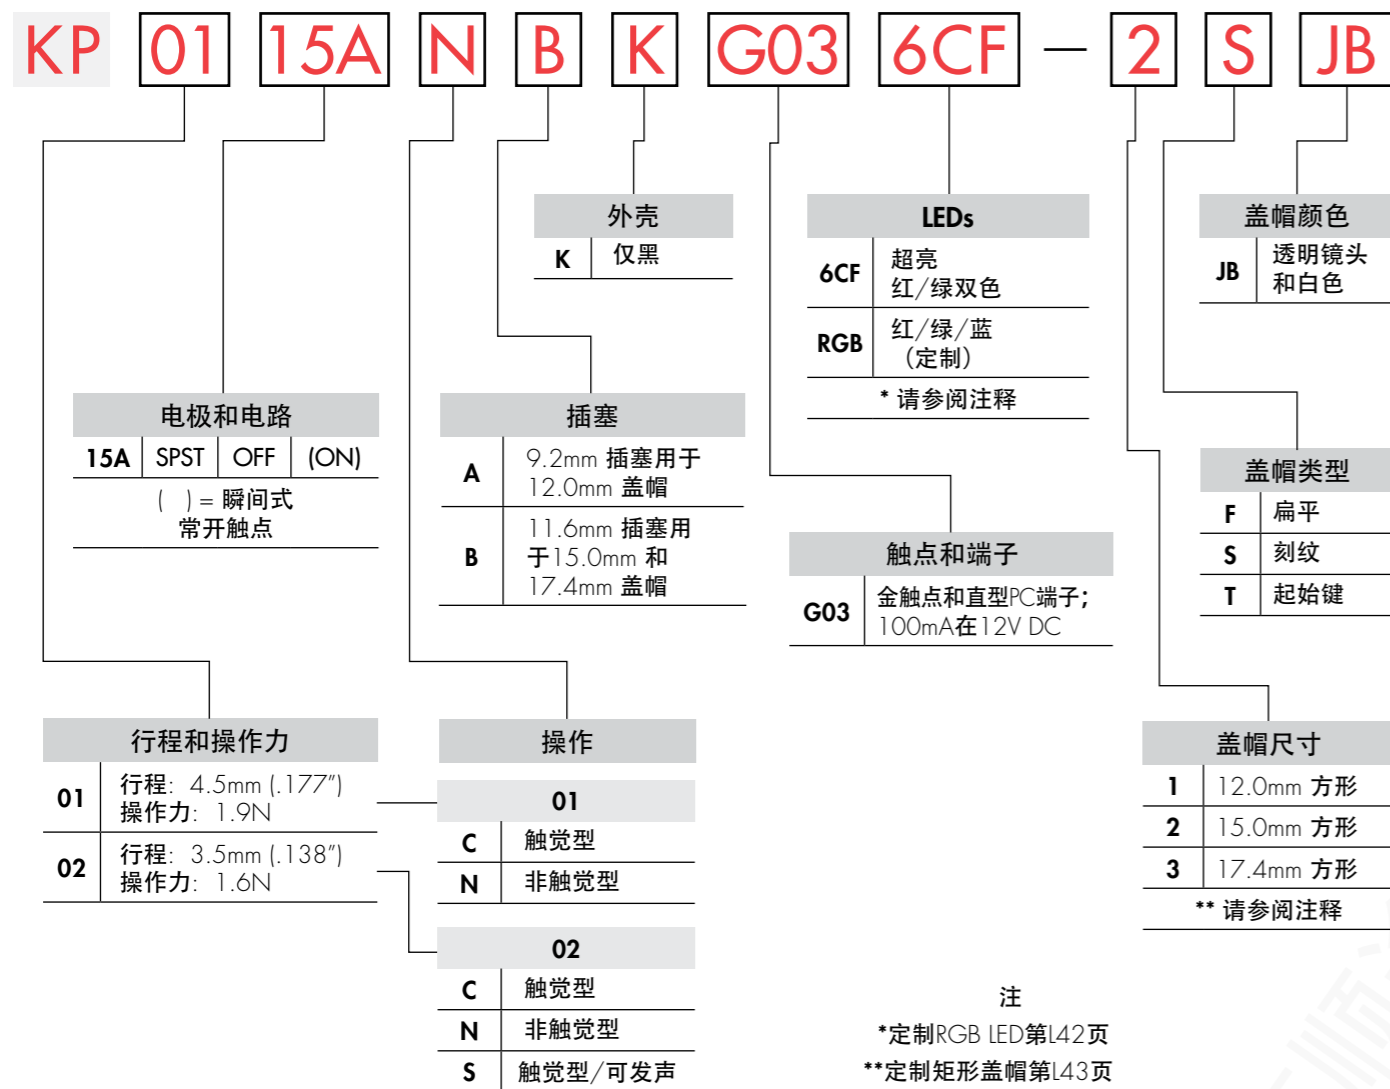 KP 01 15A N B K G03 6CF — 2 S JB
外壳
K 仅黑
LEDs
6CF 超亮
红/绿双色
RGB 红/绿/蓝
（定制）
* 请参阅注释
盖帽颜色
JB 透明镜头
和白色
电极和电路
15A SPST OFF (ON)
( ) = 瞬间式
常开触点
插塞
A 9.2mm 插塞用于
12.0mm 盖帽
B 11.6mm 插塞用
于15.0mm 和
17.4mm 盖帽
触点和端子
G03 金触点和直型PC端子；
100mA在12V DC
盖帽类型
F 扁平
S 刻纹
T 起始键
行程和操作力
01 行程: 4.5mm (.177")
操作力: 1.9N
02 行程: 3.5mm (.138")
操作力: 1.6N
操作
01
C 触觉型
N 非触觉型
02
C 触觉型
N 非触觉型
S 触觉型/可发声
盖帽尺寸
1 12.0mm 方形
2 15.0mm 方形
3 17.4mm 方形
** 请参阅注释
注
*定制RGB LED第L42页
**定制矩形盖帽第L43页